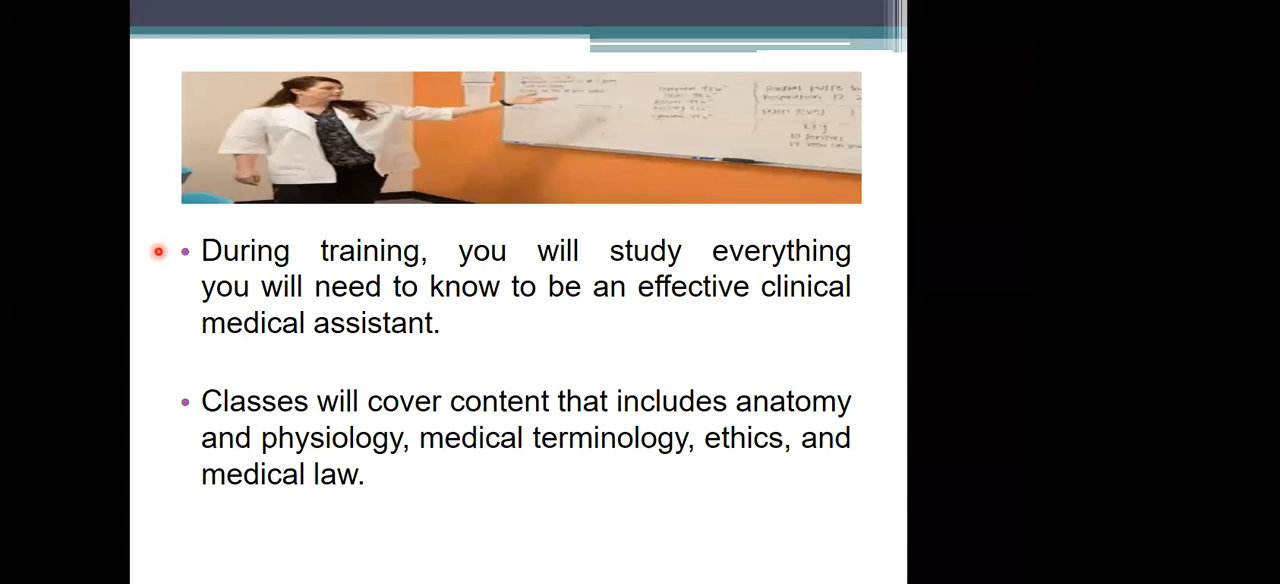 During training, you will study everything
you will need to know to be an effective clinical
medical assistant.
Classes will cover content that includes anatomy
and physiology, medical terminology, ethics, and
medical law.